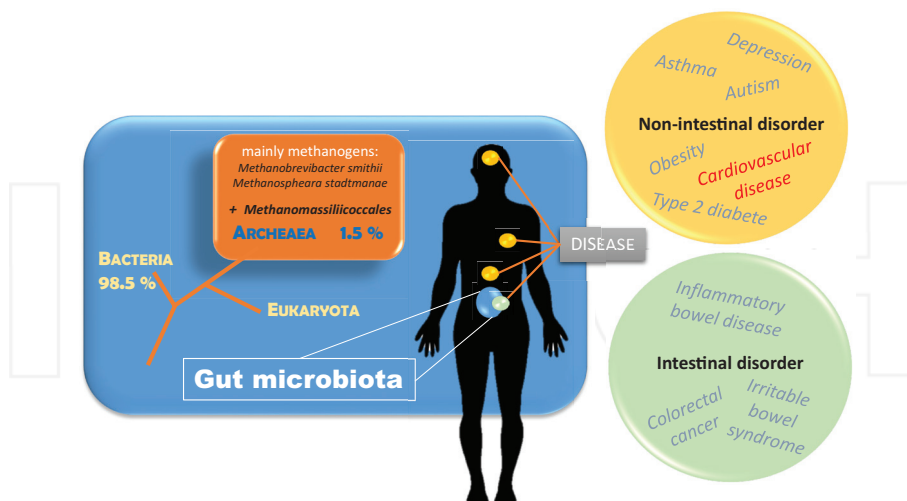 mainly methanogens:
Methanobrevibacter smithii
Methanospheara stadtmanae
+ Methanomassiliicoccales
ARCHEAEA 1.5 %
BACTERIA
98.5 %
EUKARYOTA
Gut microbiota
DISEASE
Depression
Asthma
Autism
Non-intestinal disorder
Obesity
Cardiovascular
disease
Type 2 diabete
Inflammatory
bowel disease
Intestinal disorder
Colorectal
cancer
Irritable
bowel
syndrome